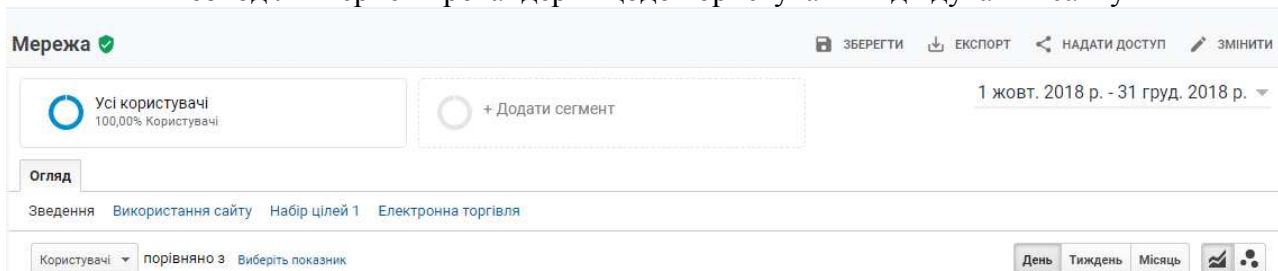 Мережа
ЗБЕРЕГТИ ЕКСПОРТ НАДАТИ ДОСТУП ЗМІНИТИ
Усі користувачі
100,00% Користувачі
+ Додати сегмент
1 жовт. 2018 р. - 31 груд. 2018 р.
Огляд
Зведення Використання сайту Набір цілей 1 Електронна торгівля
Користувачі порівняно з Виберіть показник
День Тиждень Місяць